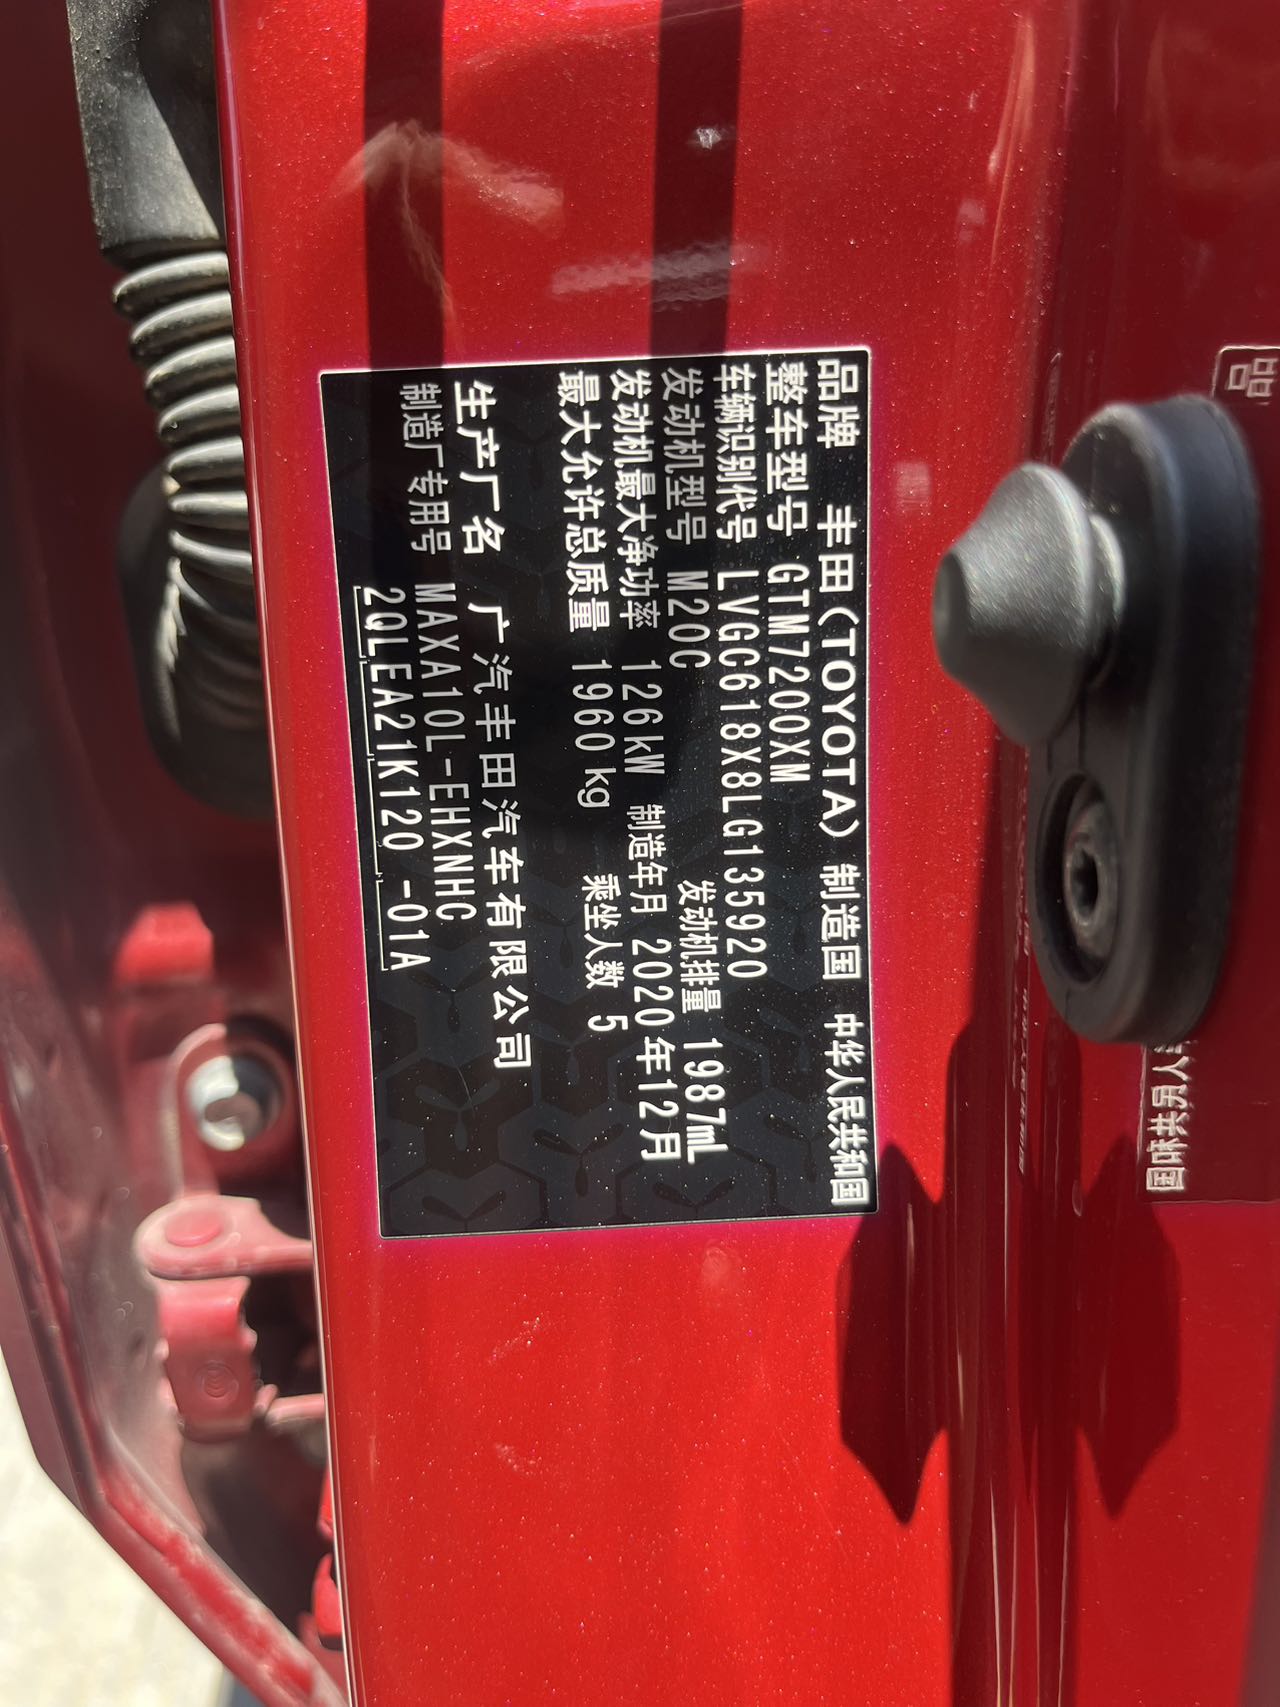 品牌 丰田(TOYOTA) 制造国 中华人民共和国
整车型号 GTM7200XM
车辆识别代号 LVGC618X8LG135920
发动机型号 M20C 发动机排量 1987mL
发动机最大净功率 126kW 制造年月 2020年12月
最大允许总质量 1960kg 乘坐人数 5
生产厂名 广汽丰田汽车有限公司
制造厂专用号 MAXA10L-EHXNHC
2QLEA21K120-01A